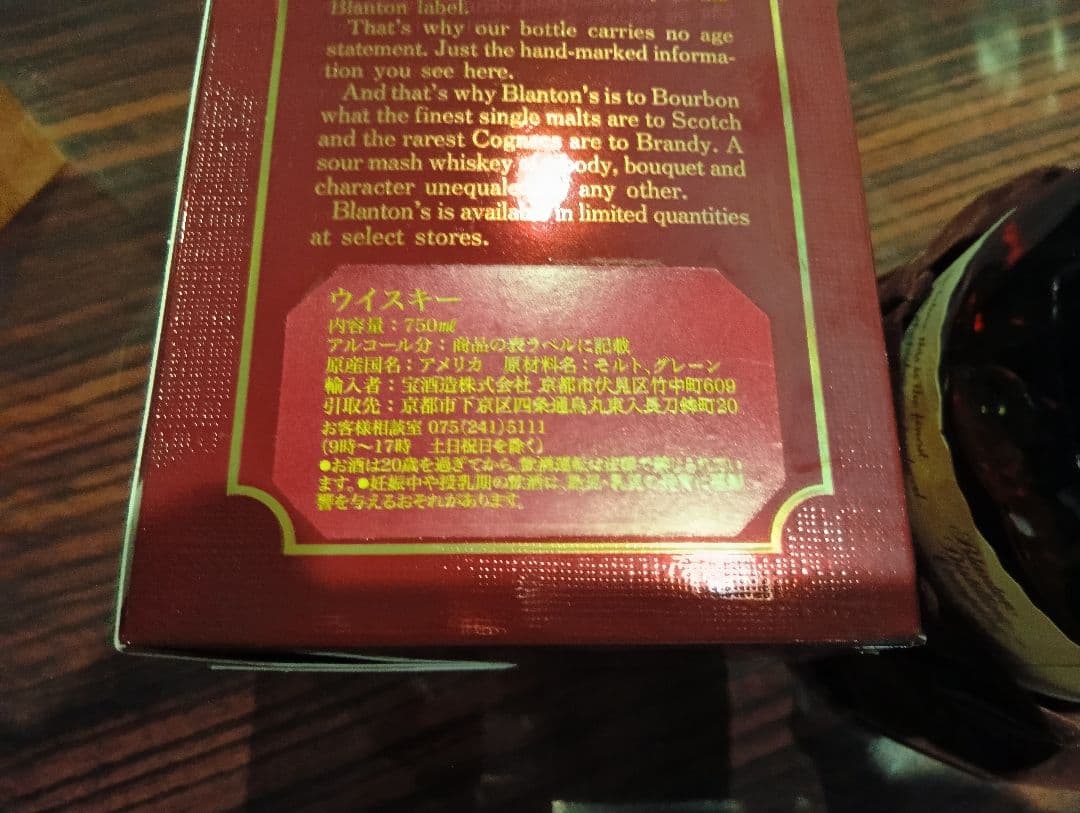 Blanton label.
That's why our bottle carries no age
statement. Just the hand-marked informa-
tion you see here.
And that's why Blanton's is to Bourbon
what the finest single malts are to Scotch
and the rarest Cognacs are to Brandy. A
sour mash whiskey body, bouquet and
character unequaled any other.
Blanton's is available in limited quantities
at select stores.
ウイスキー
内容量：750㎖
アルコール分：商品の表ラベルに記載
原産国名：アメリカ 原材料名：モルト、グレーン
輸入者：宝酒造株式会社 京都市伏見区竹中町609
引取先：京都市下京区四条通烏丸東入長刀鉾町20
お客様相談室 075(241)5111
(9時〜17時 土日祝日を除く)
●お酒は20歳を過ぎてから。飲酒運転は法律で禁じられてい
ます。●妊娠中や授乳期の飲酒は、胎児・乳児の発育に悪影
響を与えるおそれがあります。